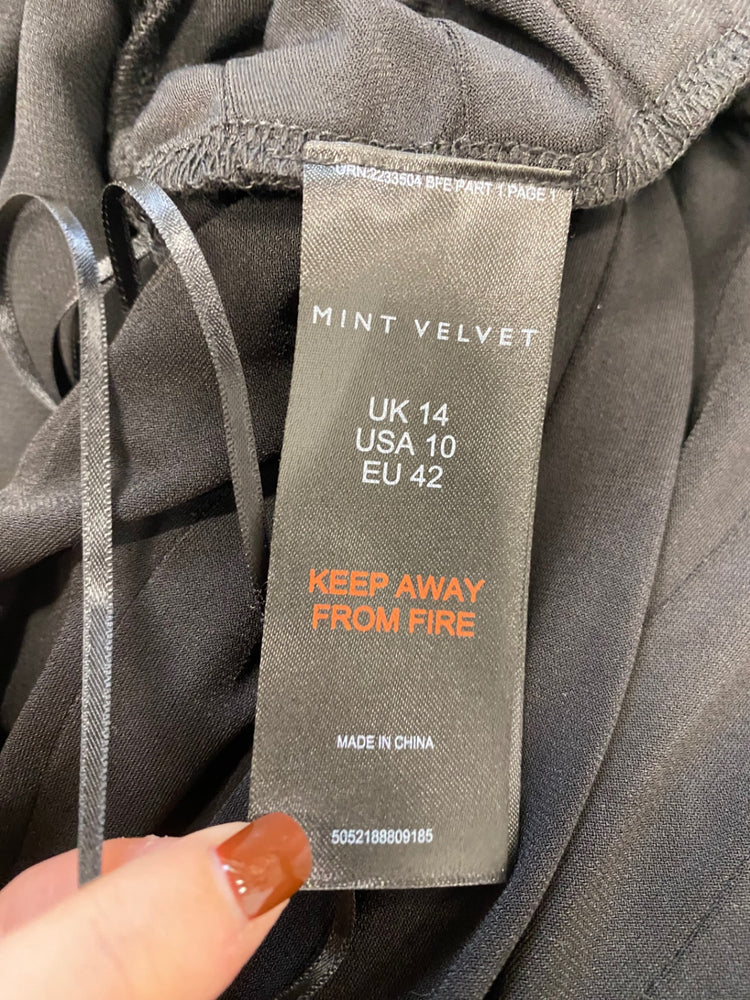 URN:2233504 BFE PART 1 PAGE 1
MINT VELVET
UK 14
USA 10
EU 42
KEEP AWAY
FROM FIRE
MADE IN CHINA
5052188809185